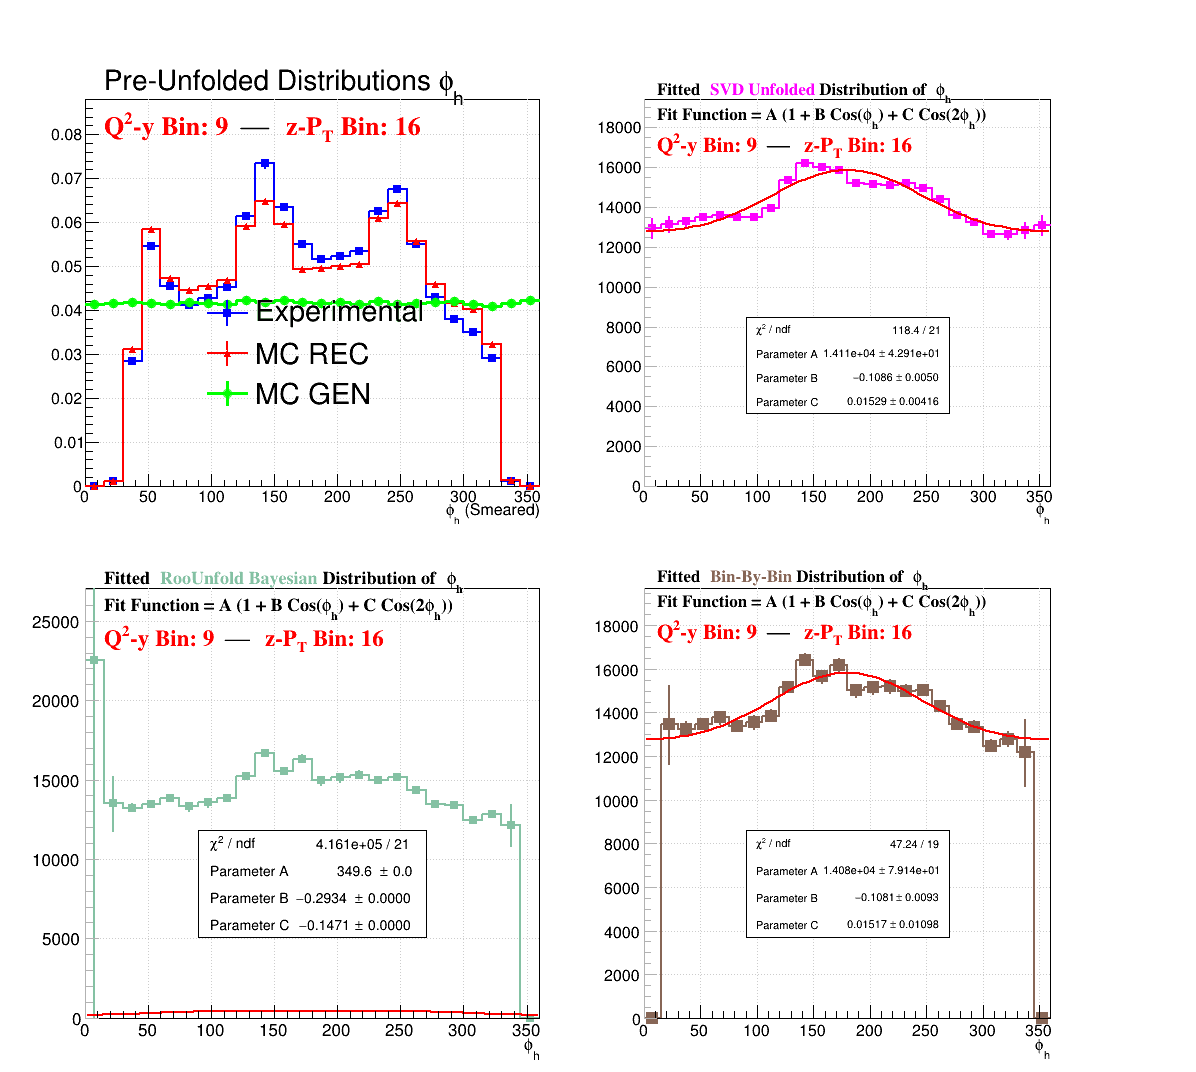 Pre-Unfolded Distributions ϕh
Q2-y Bin: 9 — z-PT Bin: 16
0.08
0.07
0.06
0.05
0.04
0.03
0.02
0.01
0
Experimental
MC REC
MC GEN
0 50 100 150 200 250 300 350
ϕh (Smeared)
Fitted SVD Unfolded Distribution of ϕh
Fit Function = A (1 + B Cos(ϕh) + C Cos(2ϕh))
Q2-y Bin: 9 — z-PT Bin: 16
18000
16000
14000
12000
10000
8000
6000
4000
2000
0
χ2 / ndf 118.4 / 21
Parameter A 1.411e+04 ± 4.291e+01
Parameter B −0.1086 ± 0.0050
Parameter C 0.01529 ± 0.00416
0 50 100 150 200 250 300 350
ϕh
Fitted RooUnfold Bayesian Distribution of ϕh
Fit Function = A (1 + B Cos(ϕh) + C Cos(2ϕh))
Q2-y Bin: 9 — z-PT Bin: 16
25000
20000
15000
10000
5000
0
χ2 / ndf 4.161e+05 / 21
Parameter A 349.6 ± 0.0
Parameter B −0.2934 ± 0.0000
Parameter C −0.1471 ± 0.0000
0 50 100 150 200 250 300 350
ϕh
Fitted Bin-By-Bin Distribution of ϕh
Fit Function = A (1 + B Cos(ϕh) + C Cos(2ϕh))
Q2-y Bin: 9 — z-PT Bin: 16
18000
16000
14000
12000
10000
8000
6000
4000
2000
0
χ2 / ndf 47.24 / 19
Parameter A 1.408e+04 ± 7.914e+01
Parameter B −0.1081 ± 0.0093
Parameter C 0.01517 ± 0.01098
0 50 100 150 200 250 300 350
ϕh